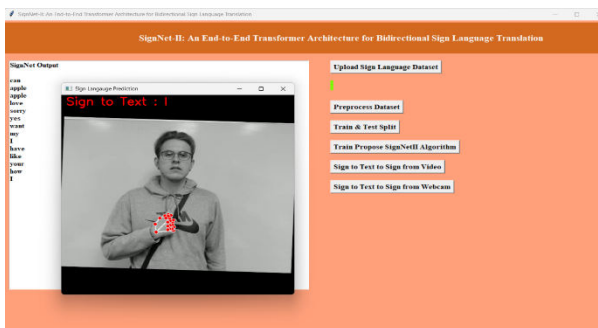 SignNet-II: An End-to-End Transformer Architecture for Bidirectional Sign Language Translation
SignNet-II: An End-to-End Transformer Architecture for Bidirectional Sign Language Translation
SignNet Output
can
apple
apple
love
sorry
yes
want
my
I
have
like
your
how
I
Sign Langauge Prediction
Sign to Text : I
Upload Sign Language Dataset
Preprocess Dataset
Train & Test Split
Train Propose SignNetII Algorithm
Sign to Text to Sign from Video
Sign to Text to Sign from Webcam